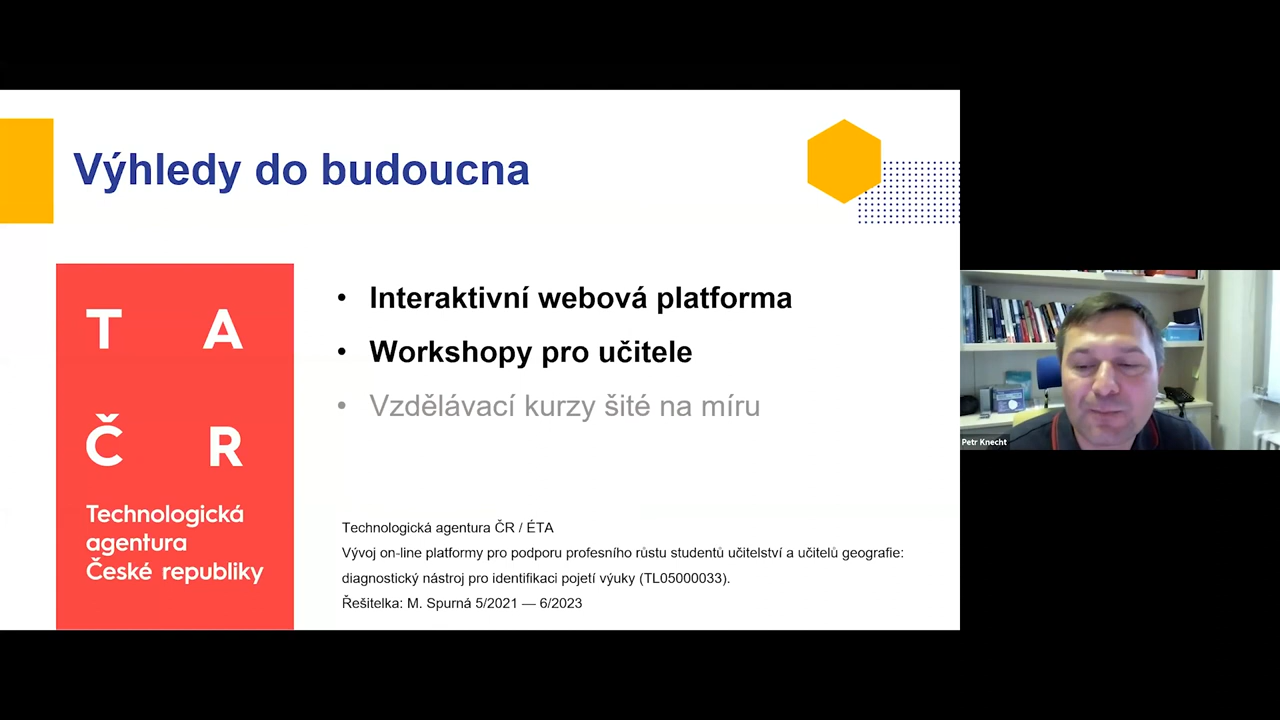 Výhledy do budoucna
T A
Č R
Technologická
agentura
České republiky
• Interaktivní webová platforma
• Workshopy pro učitele
• Vzdělávací kurzy šité na míru
Technologická agentura ČR / ÉTA
Vývoj on-line platformy pro podporu profesního růstu studentů učitelství a učitelů geografie:
diagnostický nástroj pro identifikaci pojetí výuky (TL05000033).
Řešitelka: M. Spurná 5/2021 — 6/2023
Petr Knecht